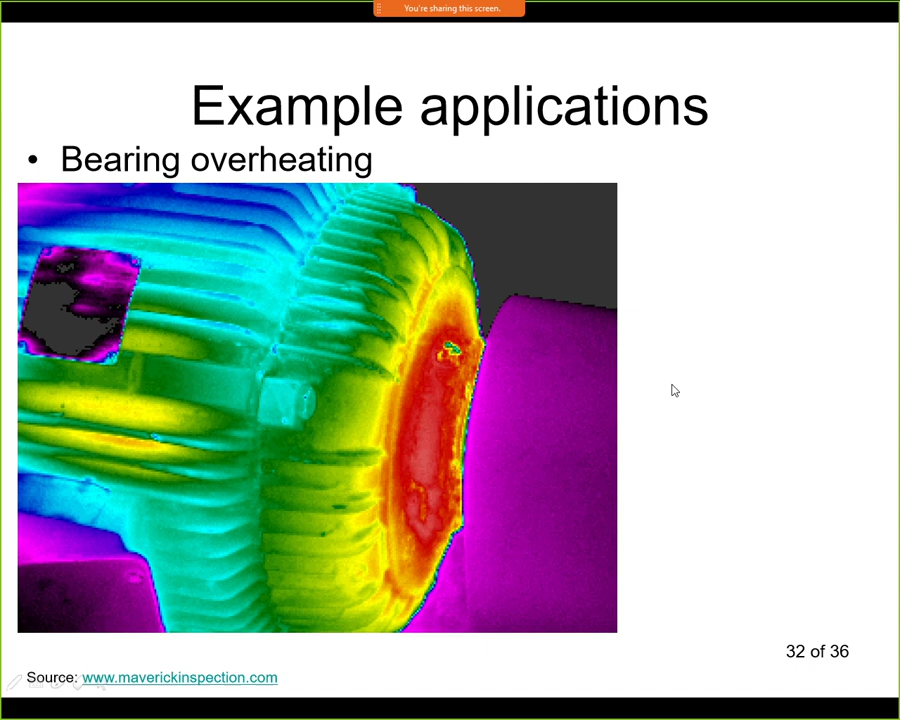 You're sharing this screen.
Example applications
• Bearing overheating
32 of 36
Source: www.maverickinspection.com